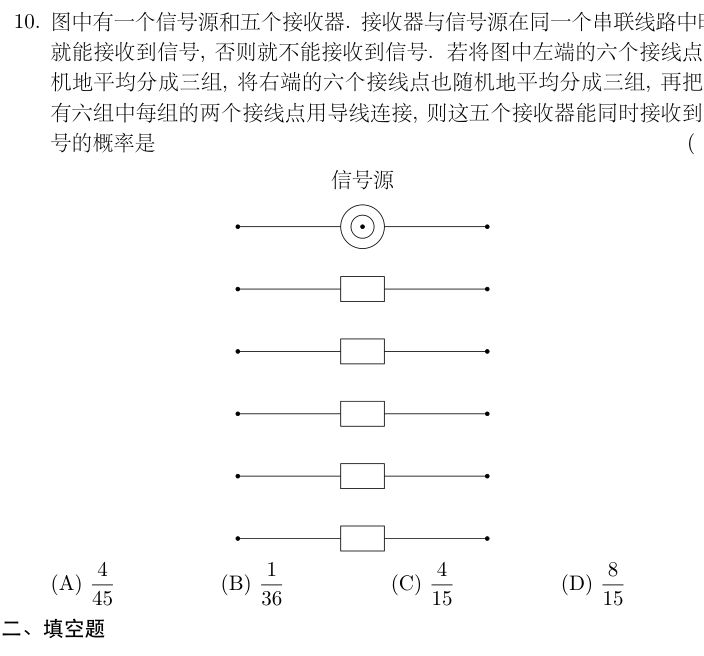 10. 图中有一个信号源和五个接收器. 接收器与信号源在同一个串联线路中
就能接收到信号, 否则就不能接收到信号. 若将图中左端的六个接线点
机地平均分成三组, 将右端的六个接线点也随机地平均分成三组, 再把
有六组中每组的两个接线点用导线连接, 则这五个接收器能同时接收到
号的概率是 (
信号源
(A) 4/45 (B) 1/36 (C) 4/15 (D) 8/15
二、填空题